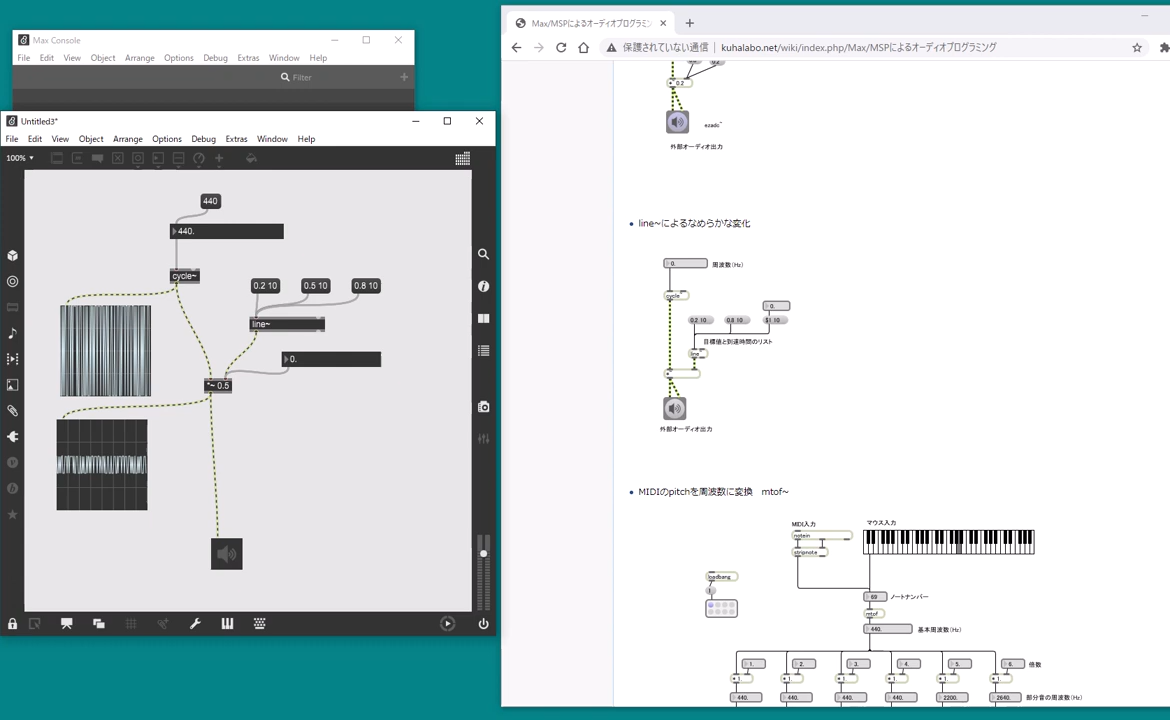 Max Console
File Edit View Object Arrange Options Debug Extras Window Help
Filter
Untitled3*
File Edit View Object Arrange Options Debug Extras Window Help
100%
440
440.
cycle~
0.2 10
0.5 10
0.8 10
line~
0.
*~ 0.5
Max/MSPによるオーディオプログラミン
保護されていない通信
kuhalabo.net/wiki/index.php/Max/MSPによるオーディオプログラミング
* 0.2
ezadc~
外部オーディオ出力
line~によるなめらかな変化
0.
周波数(Hz)
cycle~
0.
0.2 10
0.8 10
$1 10
目標値と到達時間のリスト
line~
*
外部オーディオ出力
MIDIのpitchを周波数に変換 mtof~
MIDI入力
マウス入力
notein
stripnote
loadbang
1
69
ノートナンバー
mtof
440.
基本周波数(Hz)
1. 2. 3. 4. 5. 6. 倍数
* 1. * 1. * 1. * 1. * 1. * 1.
440. 440. 440. 440. 2200. 2640. 部分音の周波数(Hz)